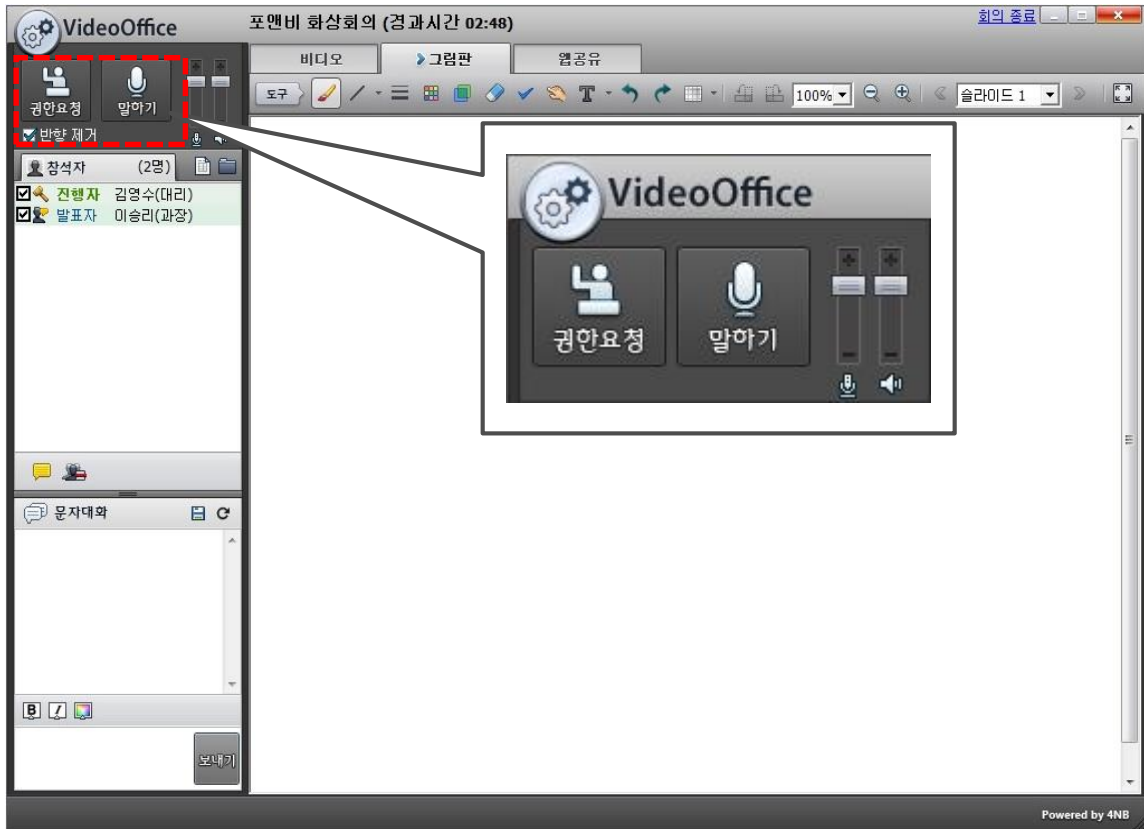 VideoOffice
포앤비 화상회의 (경과시간 02:48)
회의 종료
비디오
그림판
웹공유
권한요청
말하기
반향 제거
도구
100%
슬라이드 1
참석자 (2명)
진행자 김영수(대리)
발표자 이승리(과장)
VideoOffice
권한요청
말하기
문자대화
보내기
Powered by 4NB